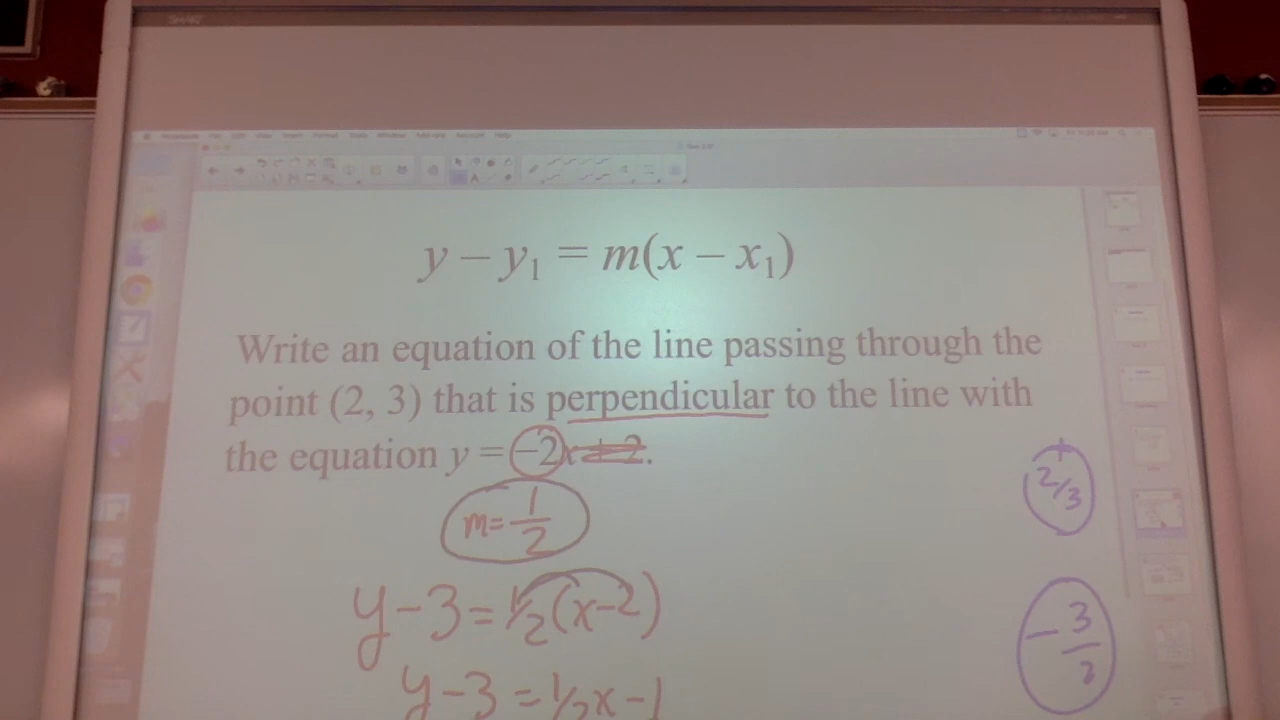 y − y₁ = m(x − x₁)
Write an equation of the line passing through the
point (2, 3) that is perpendicular to the line with
the equation y = −2x + 2.
m = 1/2
+
2/3
y − 3 = 1/2 (x − 2)
− 3/2
y − 3 = 1/2 x − 1